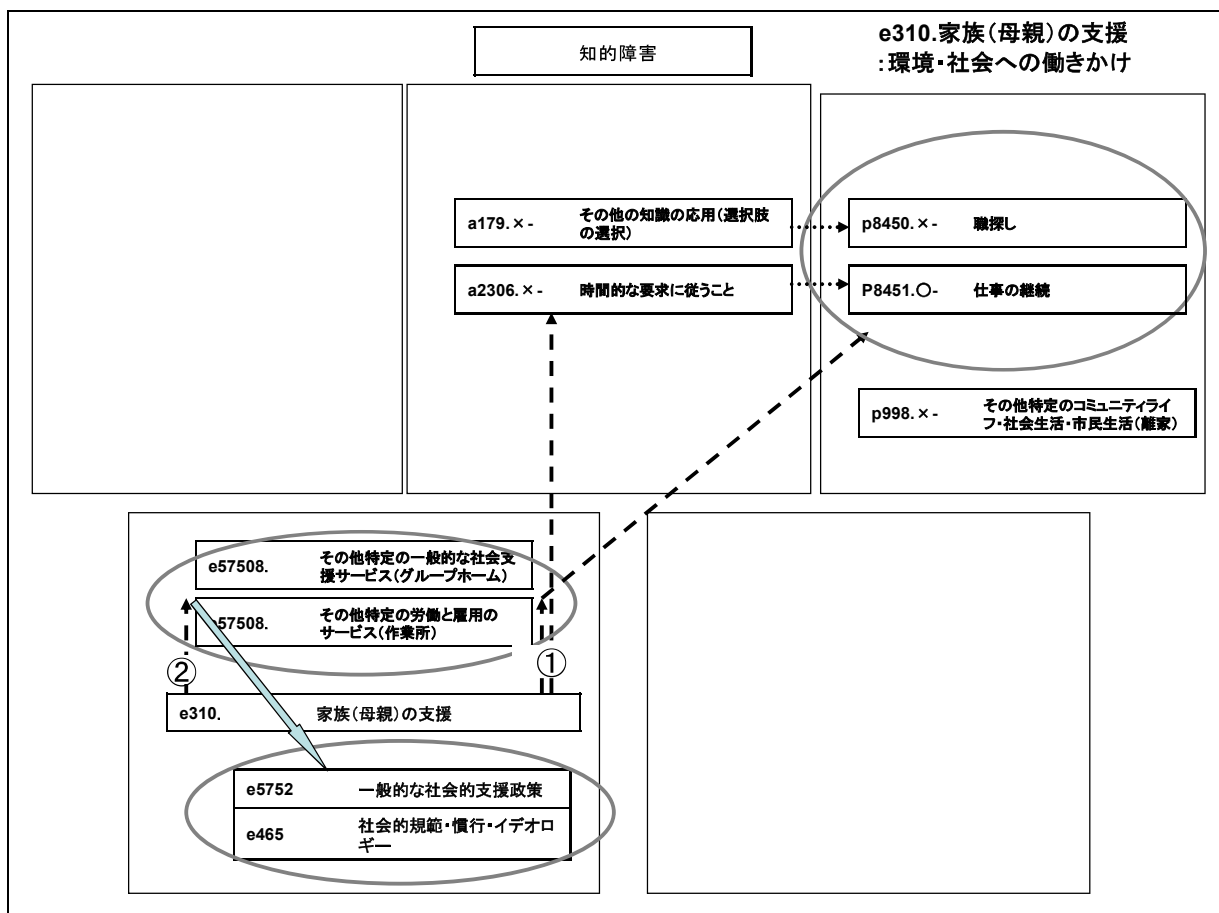 知的障害
e310.家族(母親)の支援
:環境・社会への働きかけ
a179.×-
その他の知識の応用(選択肢
の選択)
p8450.×-
職探し
a2306.×-
時間的な要求に従うこと
P8451.○-
仕事の継続
p998.×-
その他特定のコミュニティライ
フ・社会生活・市民生活(離家)
e57508.
その他特定の一般的な社会支
援サービス(グループホーム)
e57508.
その他特定の労働と雇用の
サービス(作業所)
②
①
e310.
家族(母親)の支援
e5752
一般的な社会的支援政策
e465
社会的規範・慣行・イデオロ
ギー